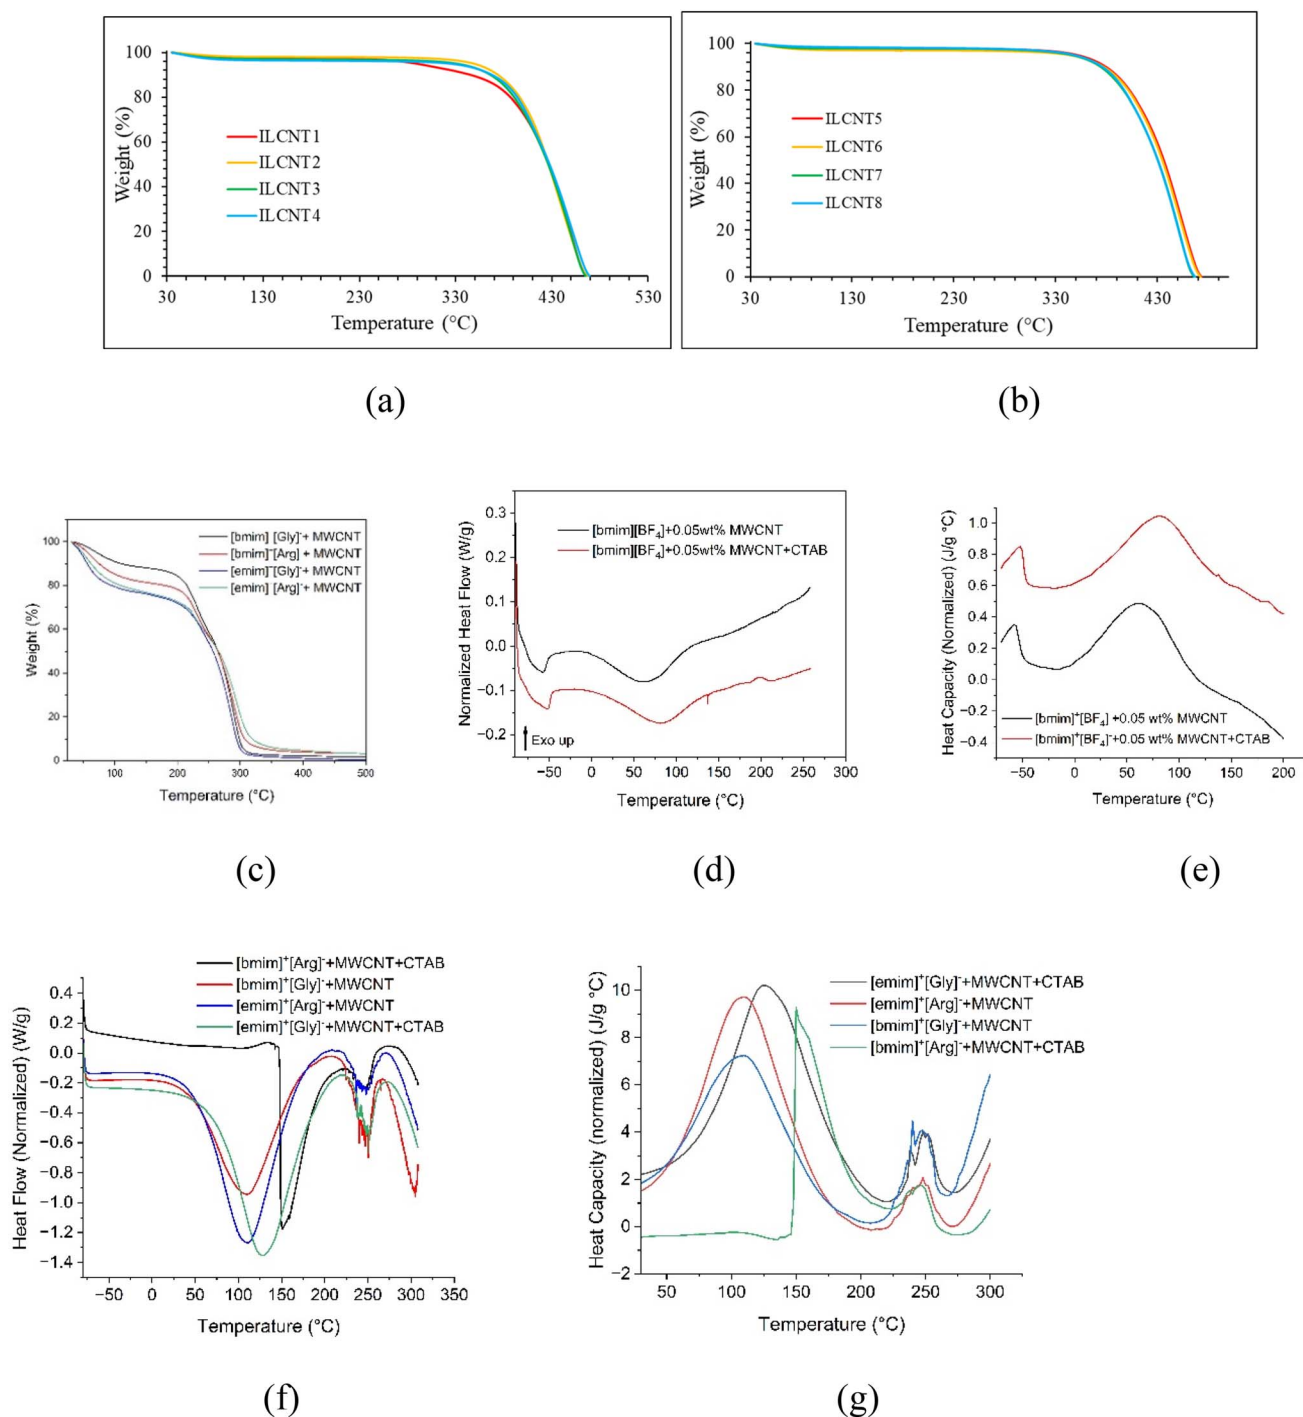 100
80
60
40
20
0
Weight (%)
ILCNT1
ILCNT2
ILCNT3
ILCNT4
30 130 230 330 430 530
Temperature (°C)
(a)
100
80
60
40
20
0
Weight (%)
ILCNT5
ILCNT6
ILCNT7
ILCNT8
30 130 230 330 430
Temperature (°C)
(b)
100
80
60
40
20
0
Weight (%)
[bmim] [Gly]⁻+ MWCNT
[bmim]⁻[Arg] + MWCNT
[emim]⁻[Gly]⁻+ MWCNT
[emim] [Arg]⁻+ MWCNT
100 200 300 400 500
Temperature (°C)
(c)
0.3
0.2
0.1
0.0
−0.1
−0.2
Normalized Heat Flow (W/g)
[bmim][BF₄]+0.05wt% MWCNT
[bmim][BF₄]+0.05wt% MWCNT+CTAB
Exo up
−50 0 50 100 150 200 250 300
Temperature (°C)
(d)
1.0
0.8
0.6
0.4
0.2
0.0
−0.2
−0.4
Heat Capacity (Normalized) (J/g °C)
[bmim]⁺[BF₄] +0.05 wt% MWCNT
[bmim]⁺[BF₄]⁻+0.05 wt% MWCNT+CTAB
−50 0 50 100 150 200
Temperature (°C)
(e)
[bmim]⁺[Arg]⁻+MWCNT+CTAB
[bmim]⁺[Gly]⁻+MWCNT
[emim]⁺[Arg]⁻+MWCNT
[emim]⁺[Gly]⁻+MWCNT+CTAB
0.4
0.2
0.0
−0.2
−0.4
−0.6
−0.8
−1.0
−1.2
−1.4
Heat Flow (Normalized) (W/g)
−50 0 50 100 150 200 250 300 350
Temperature (°C)
(f)
10
8
6
4
2
0
−2
Heat Capacity (normalized) (J/g °C)
[emim]⁺[Gly]⁻+MWCNT+CTAB
[emim]⁺[Arg]⁻+MWCNT
[bmim]⁺[Gly]⁻+MWCNT
[bmim]⁺[Arg]⁻+MWCNT+CTAB
50 100 150 200 250 300
Temperature (°C)
(g)